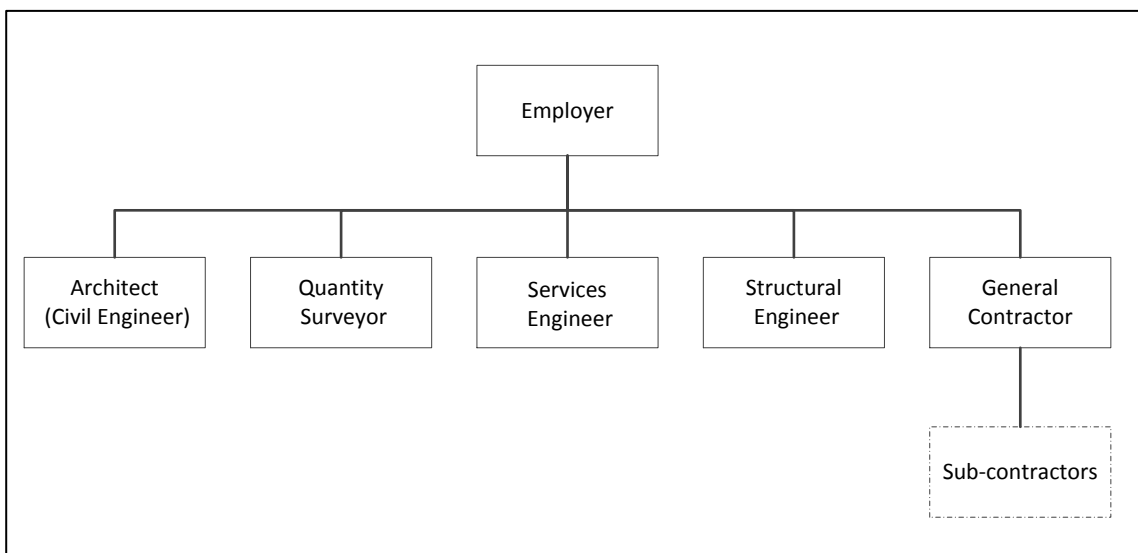 Employer
Architect
(Civil Engineer)
Quantity
Surveyor
Services
Engineer
Structural
Engineer
General
Contractor
Sub-contractors